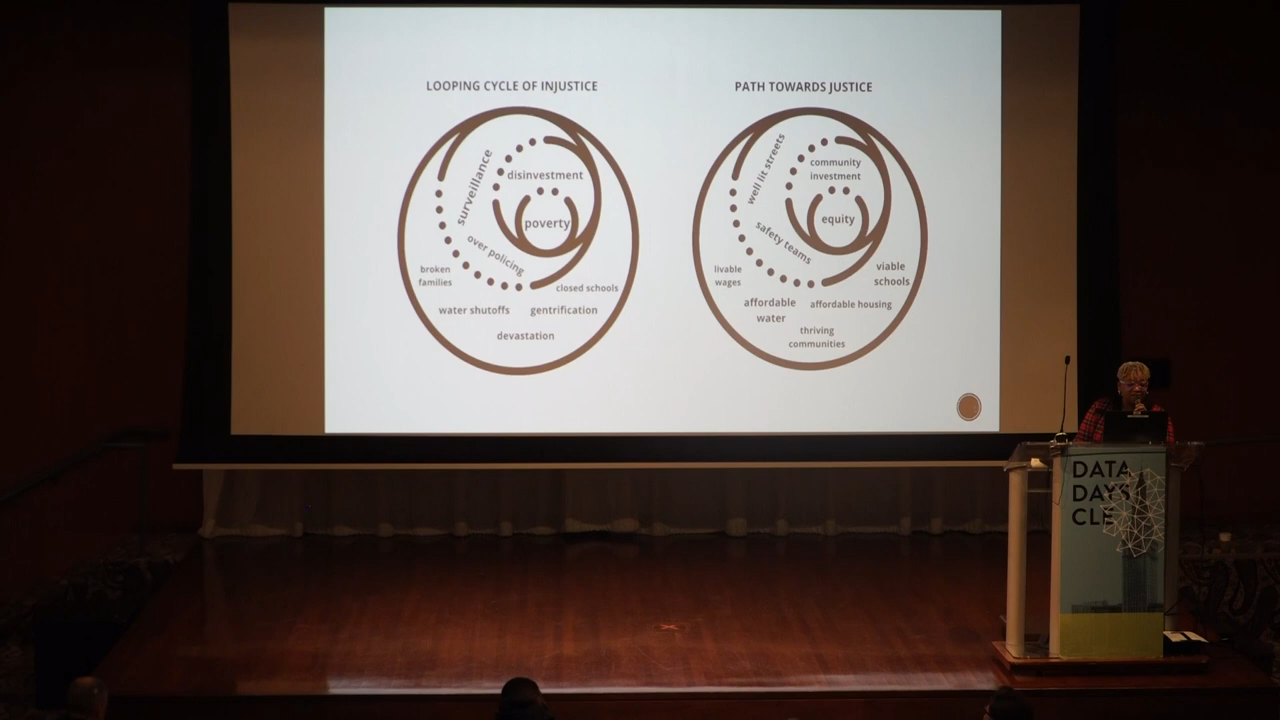 LOOPING CYCLE OF INJUSTICE
surveillance
disinvestment
poverty
over policing
broken
families
closed schools
water shutoffs
gentrification
devastation
PATH TOWARDS JUSTICE
well lit streets
community
investment
equity
safety teams
livable
wages
viable
schools
affordable
water
affordable housing
thriving
communities
DATA
DAYS
CLE